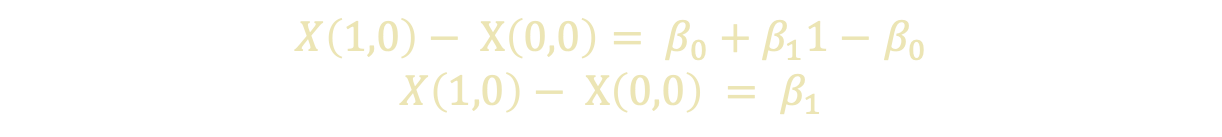 X(1,0) − X(0,0) = β₀ + β₁1 − β₀
X(1,0) − X(0,0) = β₁